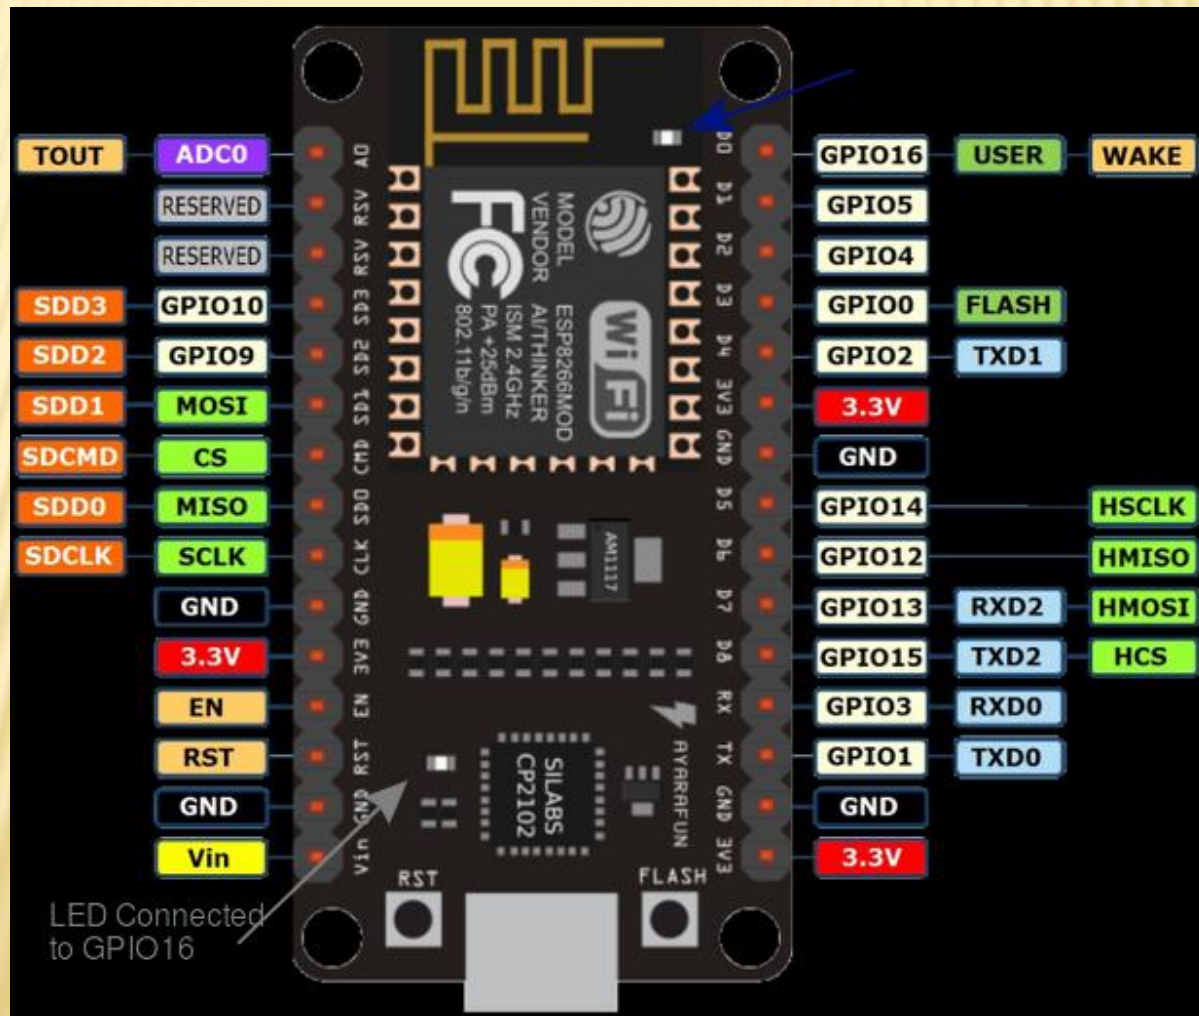 TOUT
ADC0
RESERVED
RESERVED
SDD3
GPIO10
SDD2
GPIO9
SDD1
MOSI
SDCMD
CS
SDD0
MISO
SDCLK
SCLK
GND
3.3V
EN
RST
GND
Vin
LED Connected
to GPIO16
A0
RSV
RSV
SD3
SD2
SD1
CMD
SD0
CLK
GND
3V3
EN
RST
GND
Vin
MODEL
VENDOR
FC
ESP8266MOD
AI/THINKER
ISM 2.4GHz
PA +25dBm
802.11b/g/n
WiFi
AM1117
SILABS
CP2102
AYARAFUN
RST
FLASH
D0
D1
D2
D3
D4
3V3
GND
D5
D6
D7
D8
RX
TX
GND
3V3
GPIO16
USER
WAKE
GPIO5
GPIO4
GPIO0
FLASH
GPIO2
TXD1
3.3V
GND
GPIO14
HSCLK
GPIO12
HMISO
GPIO13
RXD2
HMOSI
GPIO15
TXD2
HCS
GPIO3
RXD0
GPIO1
TXD0
GND
3.3V